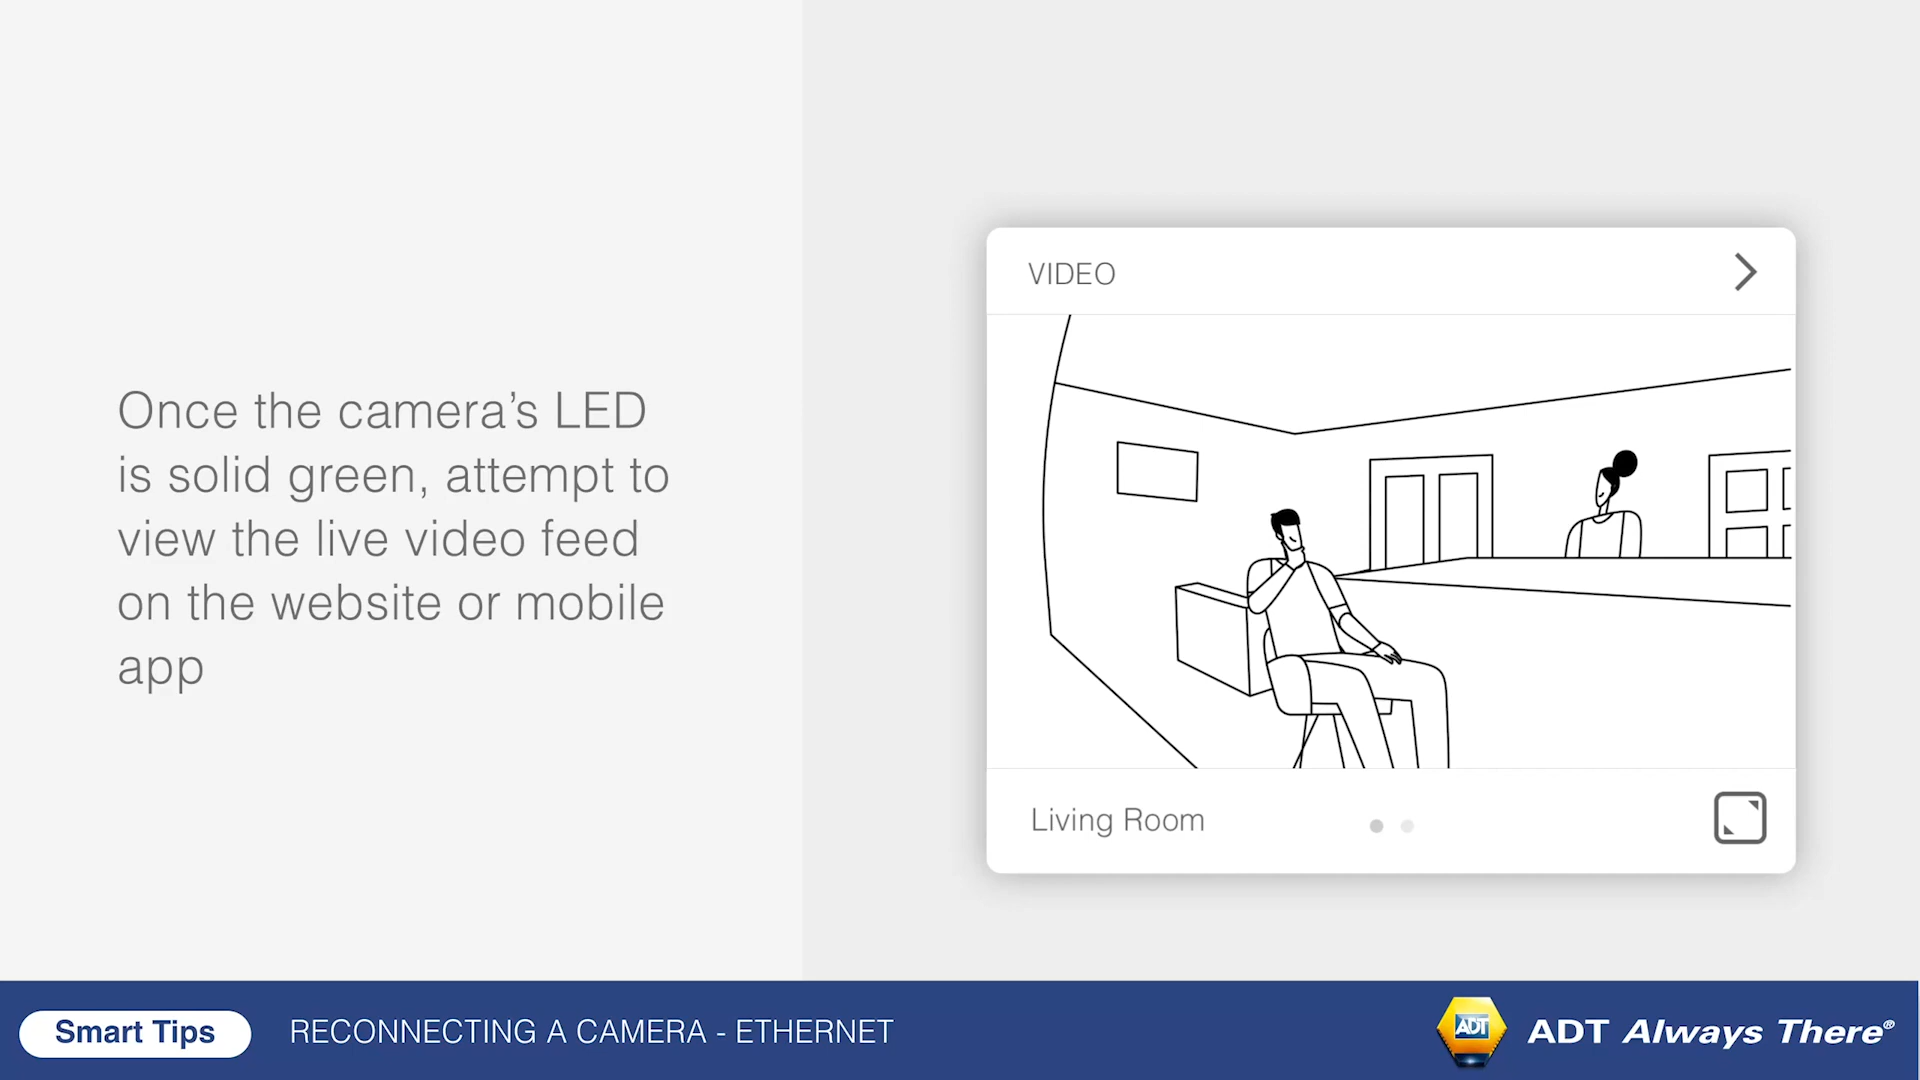 Once the camera’s LED
is solid green, attempt to
view the live video feed
on the website or mobile
app
VIDEO
Living Room
Smart Tips
RECONNECTING A CAMERA - ETHERNET
ADT
ADT Always There®